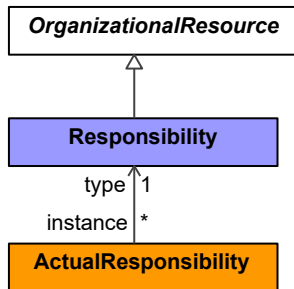 OrganizationalResource
Responsibility
type 1
instance *
ActualResponsibility